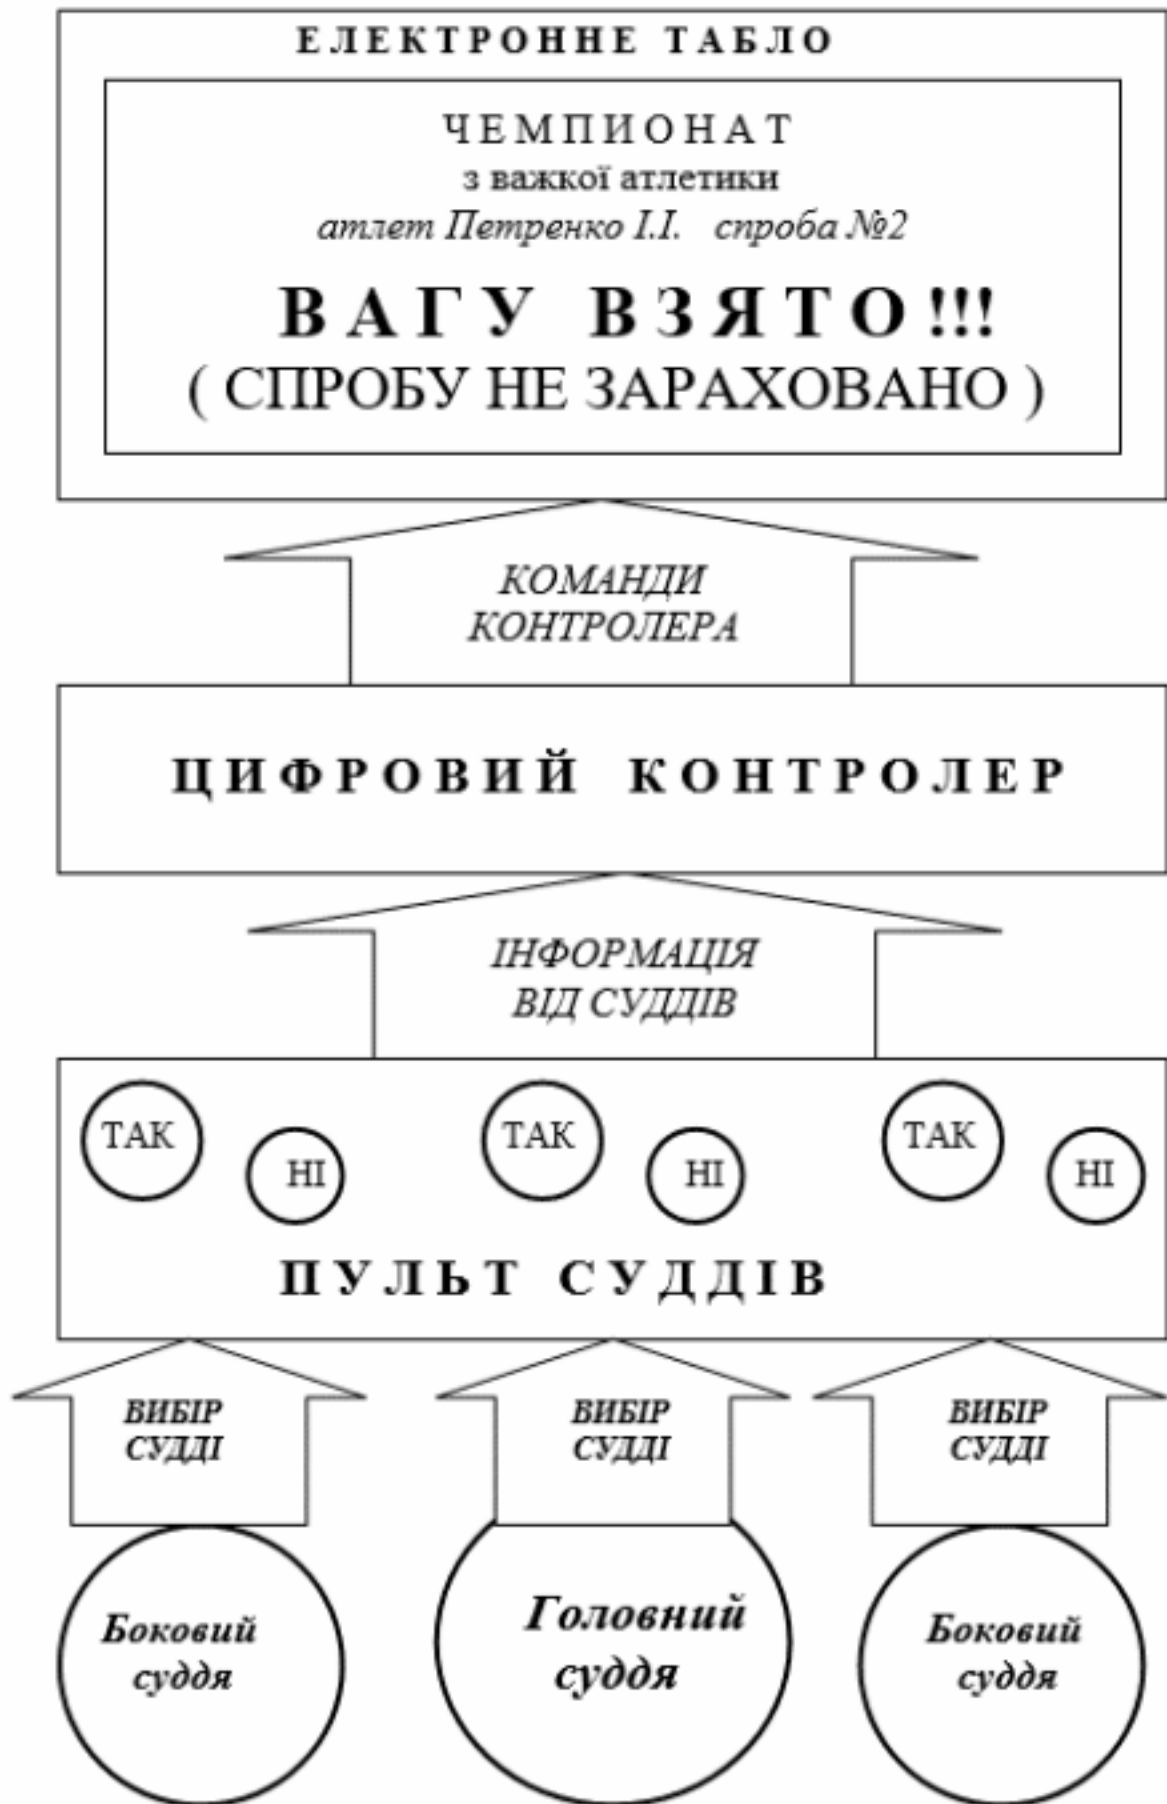 ЕЛЕКТРОННЕ ТАБЛО
ЧЕМПИОНАТ
з важкої атлетики
атлет Петренко І.І. спроба №2
ВАГУ ВЗЯТО!!!
( СПРОБУ НЕ ЗАРАХОВАНО )
КОМАНДИ
КОНТРОЛЕРА
ЦИФРОВИЙ КОНТРОЛЕР
ІНФОРМАЦІЯ
ВІД СУДДІВ
ТАК НІ ТАК НІ ТАК НІ
ПУЛЬТ СУДДІВ
ВИБІР
СУДДІ
ВИБІР
СУДДІ
ВИБІР
СУДДІ
Боковий
суддя
Головний
суддя
Боковий
суддя